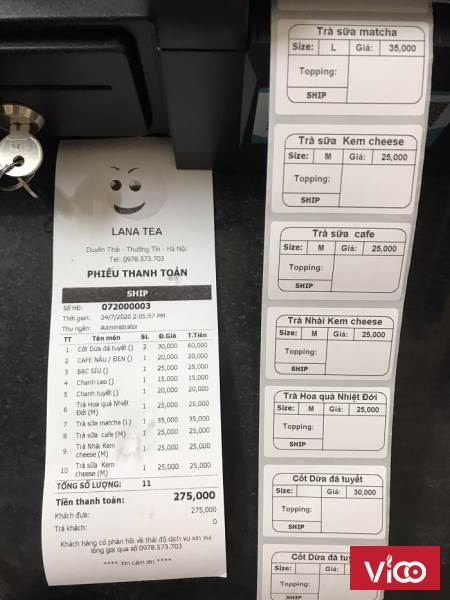 LANA TEA
Duyên Thái - Thường Tín - Hà Nội
Tel: 0978.573.703
PHIẾU THANH TOÁN
SHIP
Số HĐ: 072000003
Thời gian: 24/7/2020 2:05:57 PM
Thu ngân: Administrator
TT Tên món SL Đ.Giá T.Tiền
1 Cốt Dừa đá tuyết () 2 30,000 60,000
2 CAFE NÂU / ĐEN () 1 20,000 20,000
3 BẠC SỈU () 1 25,000 25,000
4 Chanh Leo () 1 15,000 15,000
5 Chanh tuyết () 1 20,000 20,000
6 Trà Hoa quả Nhiệt Đới (M) 1 25,000 25,000
7 Trà sữa matcha (L) 1 35,000 35,000
8 Trà sữa cafe (M) 1 25,000 25,000
9 Trà Nhài Kem cheese (M) 1 25,000 25,000
10 Trà sữa Kem cheese (M) 1 25,000 25,000
TỔNG SỐ LƯỢNG: 11
Tiền thanh toán: 275,000
Khách đưa: 275,000
Trả khách: 0
Khách hàng có phản hồi về thái độ dịch vụ xin vui
lòng gọi qua số 0978.573.703
**** Xin cảm ơn ****
Trà sữa matcha
Size: L Giá: 35,000
Topping:
SHIP
Trà sữa Kem cheese
Size: M Giá: 25,000
Topping:
SHIP
Trà sữa cafe
Size: M Giá: 25,000
Topping:
SHIP
Trà Nhài Kem cheese
Size: M Giá: 25,000
Topping:
SHIP
Trà Hoa quả Nhiệt Đới
Size: M Giá: 25,000
Topping:
SHIP
Cốt Dừa đá tuyết
Size: Giá: 30,000
Topping:
SHIP
Cốt Dừa đá
Size:
Topping:
SHIP
ViCO